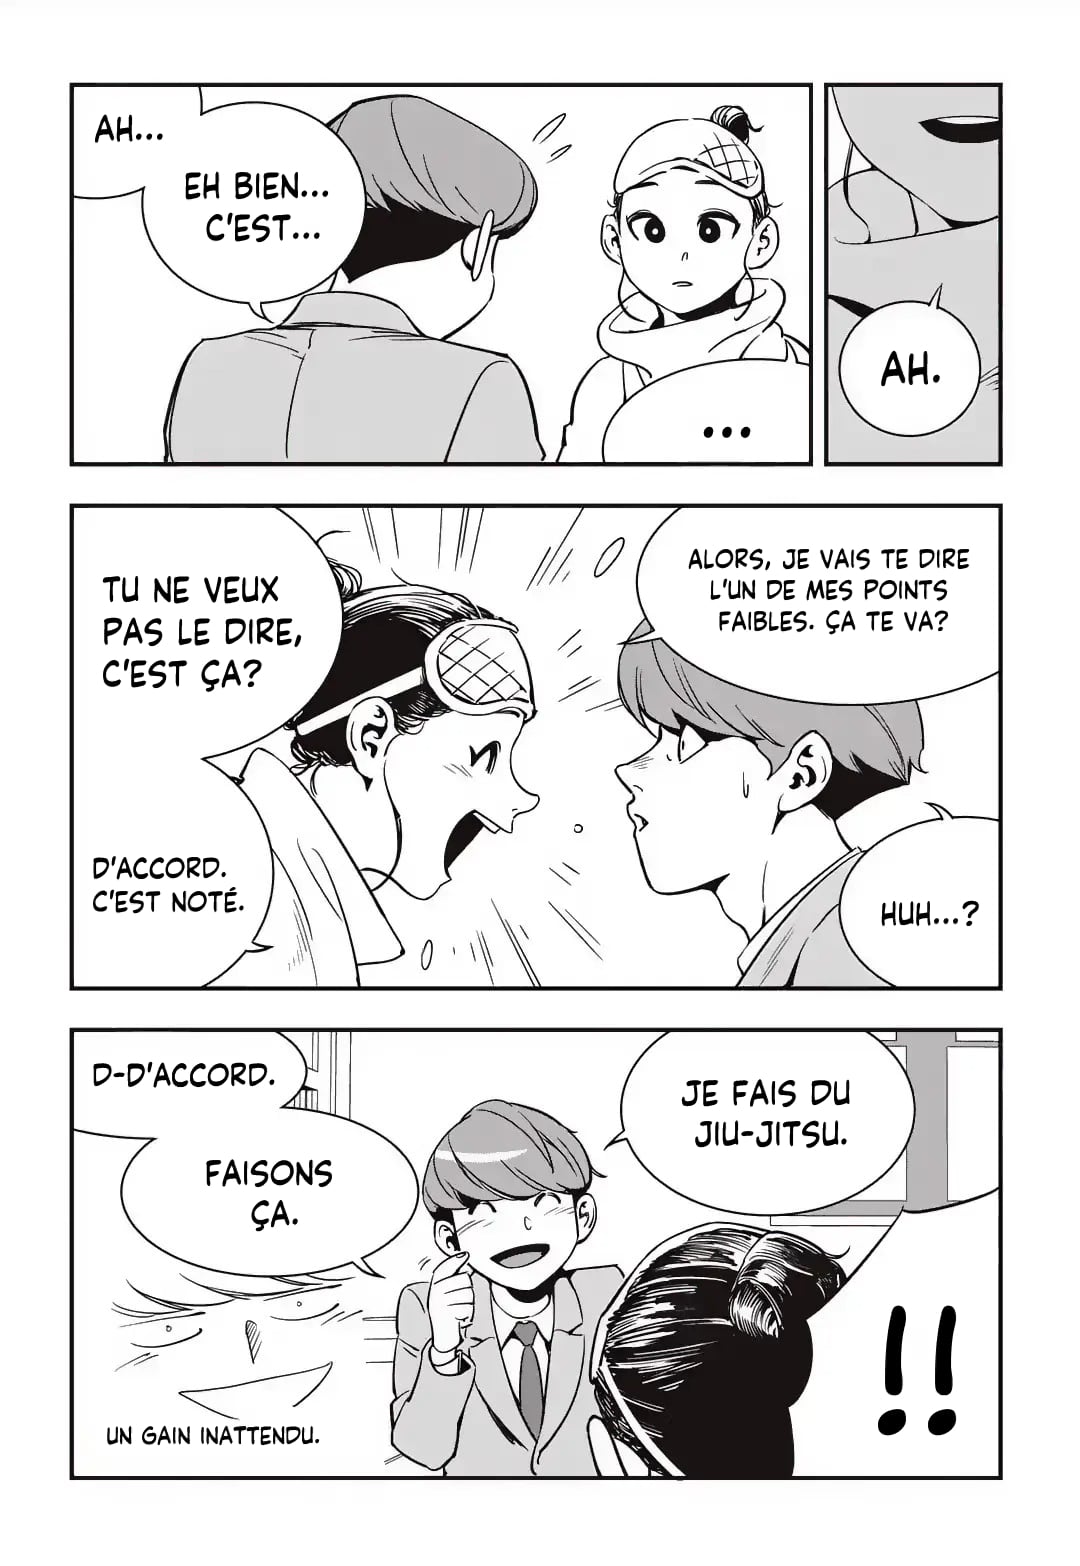 AH...
EH BIEN...
C'EST...
...
AH.
TU NE VEUX
PAS LE DIRE,
C'EST ÇA?
ALORS, JE VAIS TE DIRE
L'UN DE MES POINTS
FAIBLES. ÇA TE VA?
D'ACCORD.
C'EST NOTÉ.
HUH...?
D-D'ACCORD.
FAISONS
ÇA.
JE FAIS DU
JIU-JITSU.
!!
UN GAIN INATTENDU.